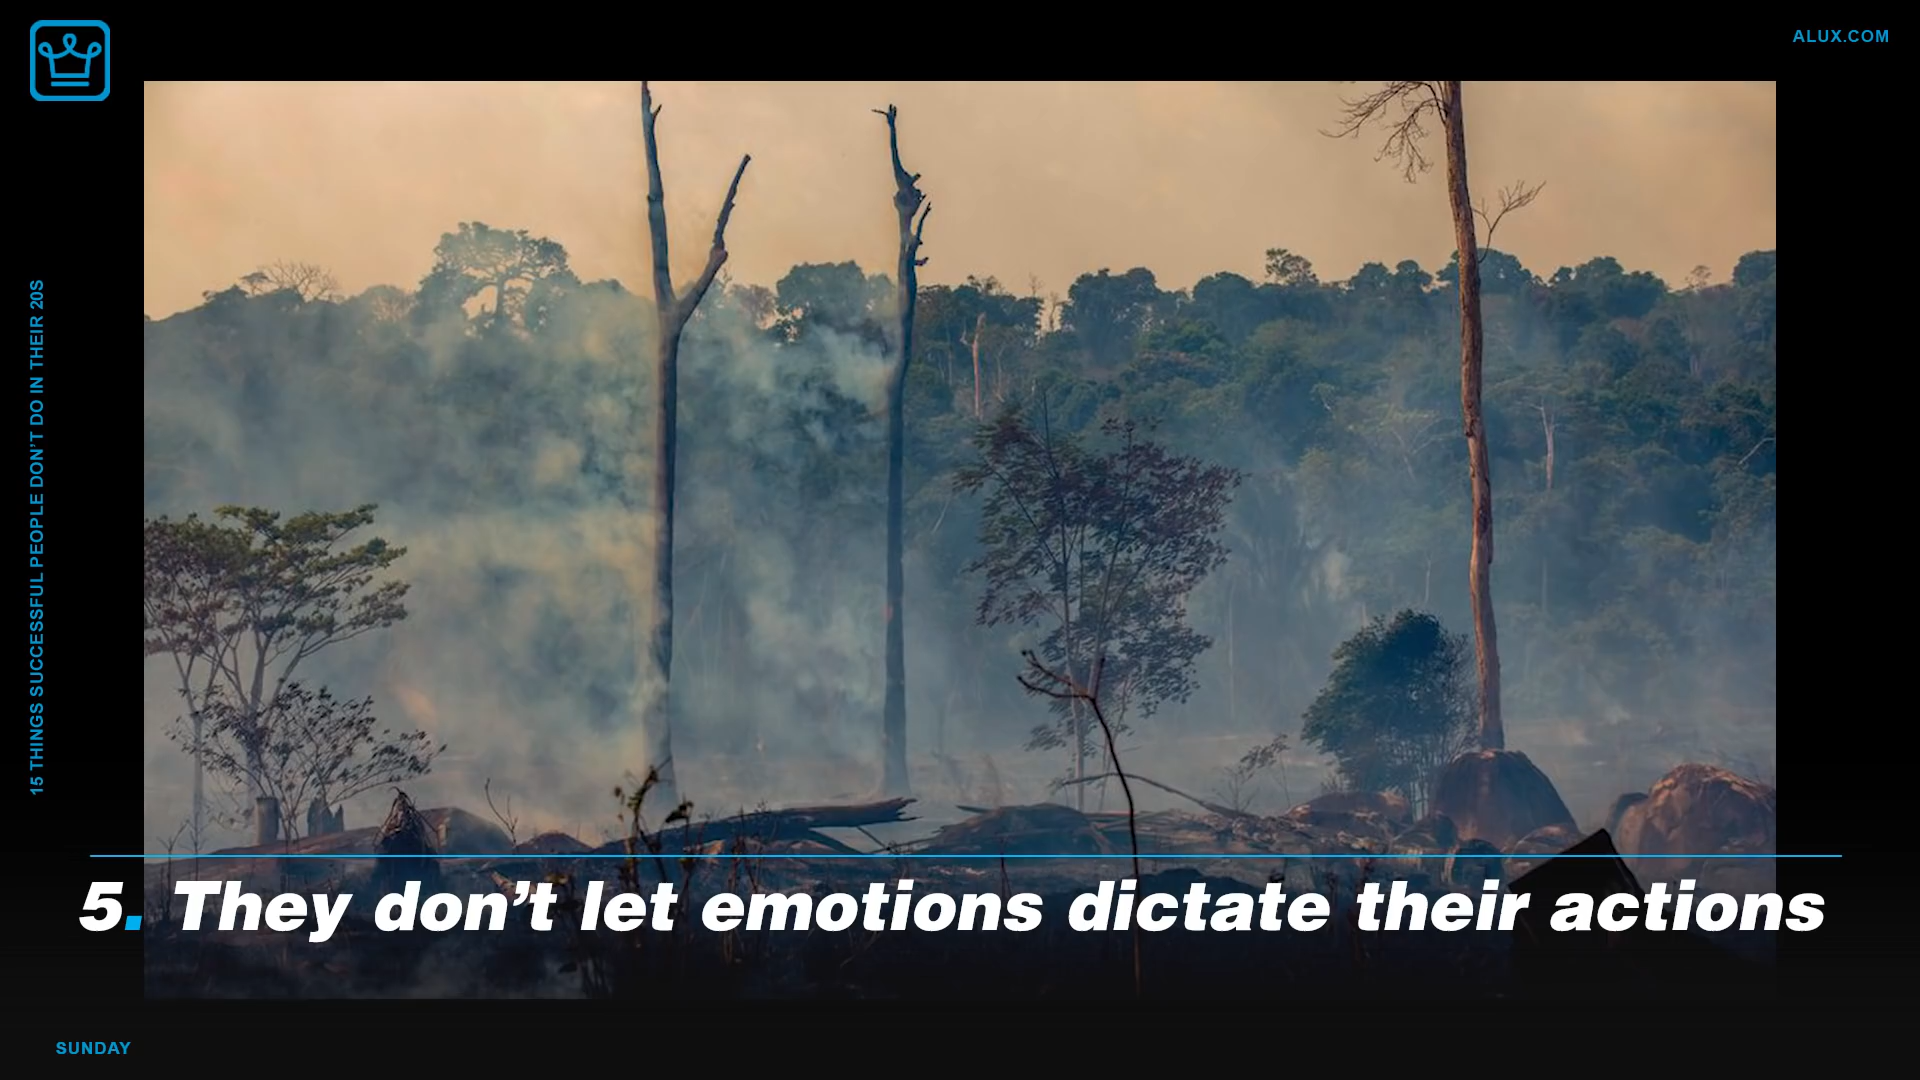 ALUX.COM
15 THINGS SUCCESSFUL PEOPLE DON'T DO IN THEIR 20S
5. They don’t let emotions dictate their actions
SUNDAY